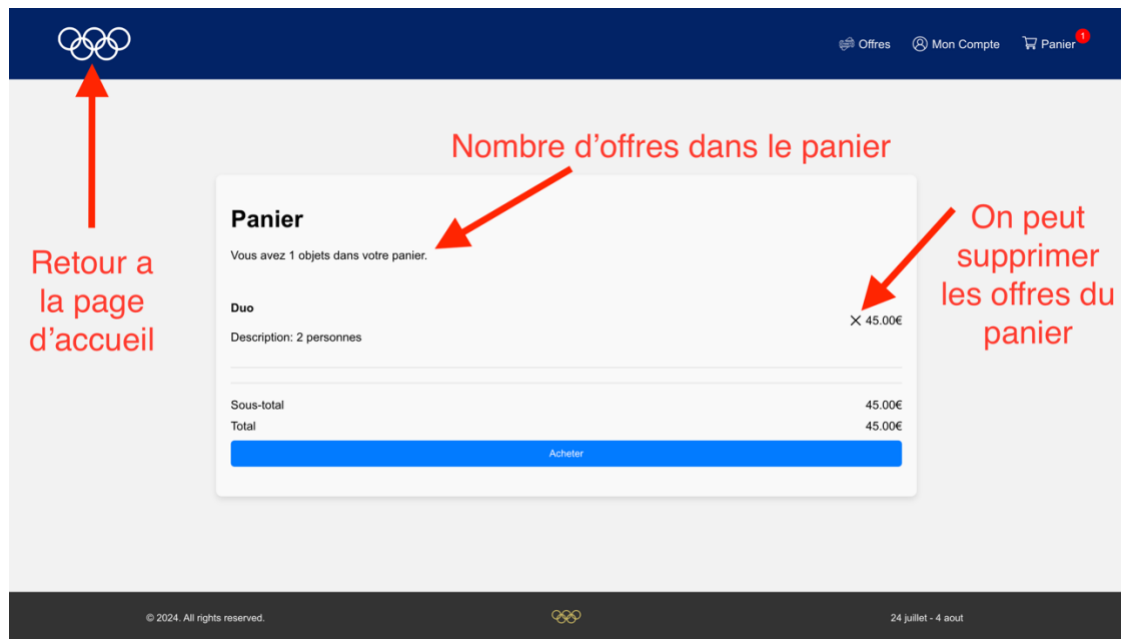 Offres Mon Compte Panier 1
Nombre d'offres dans le panier
Retour a
la page
d'accueil
On peut
supprimer
les offres du
panier
Panier
Vous avez 1 objets dans votre panier.
Duo
Description: 2 personnes
45.00€
Sous-total 45.00€
Total 45.00€
Acheter
© 2024. All rights reserved. 24 juillet - 4 aout